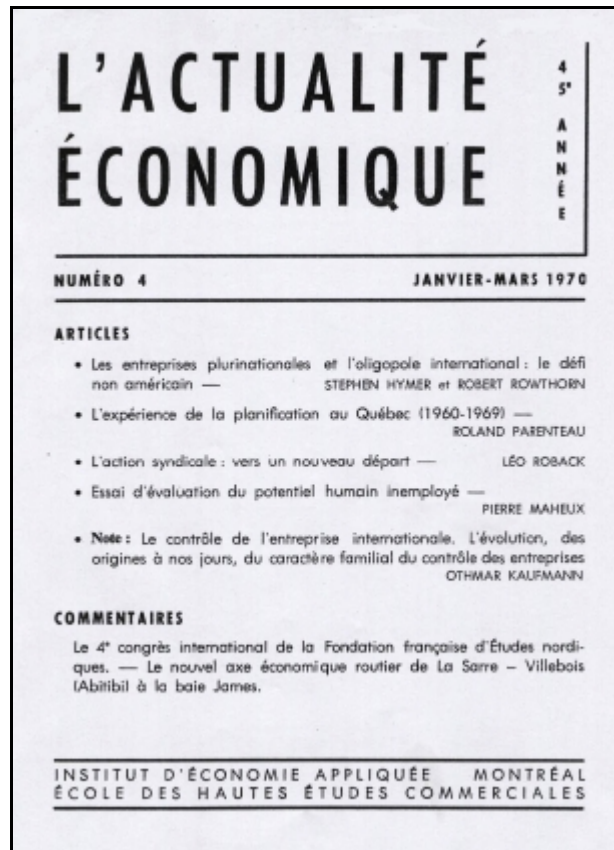 L'ACTUALITÉ
ÉCONOMIQUE
45e ANNÉE
NUMÉRO 4 JANVIER-MARS 1970
ARTICLES
• Les entreprises plurinationales et l'oligopole international : le défi
non américain — STEPHEN HYMER et ROBERT ROWTHORN
• L'expérience de la planification au Québec (1960-1969) —
ROLAND PARENTEAU
• L'action syndicale : vers un nouveau départ — LÉO ROBACK
• Essai d'évaluation du potentiel humain inemployé —
PIERRE MAHEUX
• Note : Le contrôle de l'entreprise internationale. L'évolution, des
origines à nos jours, du caractère familial du contrôle des entreprises
OTHMAR KAUFMANN
COMMENTAIRES
Le 4e congrès international de la Fondation française d'Études nordi-
ques. — Le nouvel axe économique routier de La Sarre – Villebois
(Abitibi) à la baie James.
INSTITUT D'ÉCONOMIE APPLIQUÉE MONTRÉAL
ÉCOLE DES HAUTES ÉTUDES COMMERCIALES